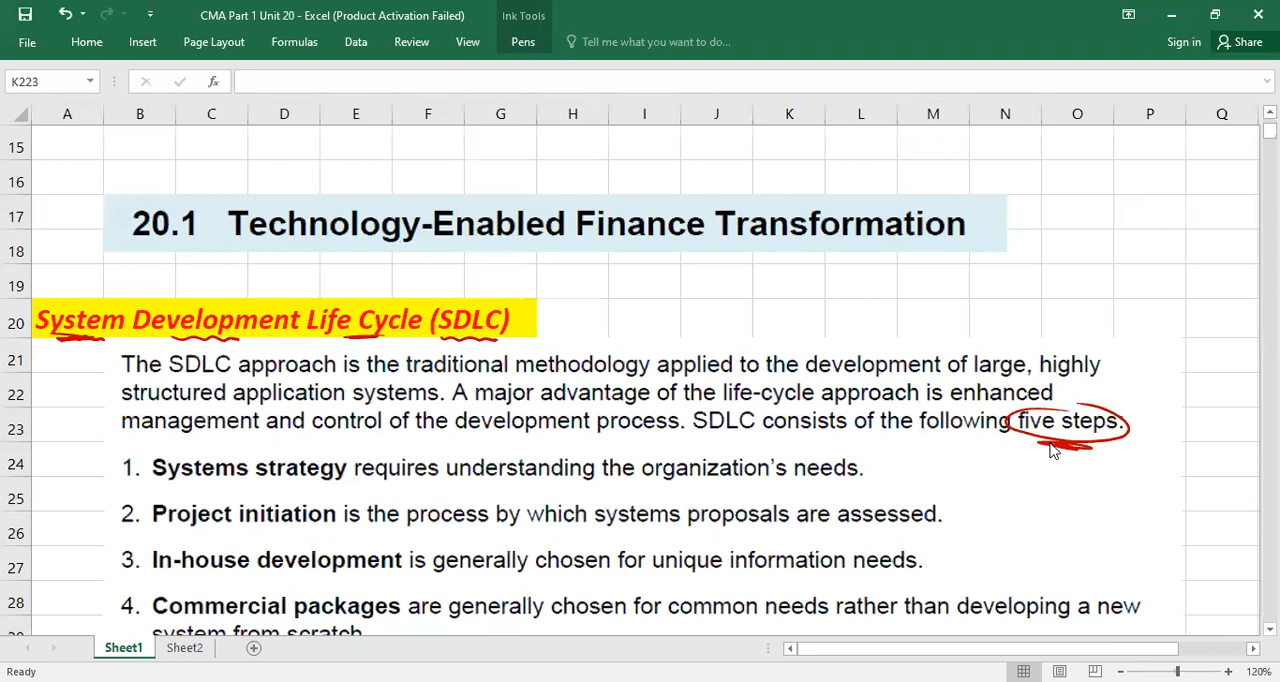 CMA Part 1 Unit 20 - Excel (Product Activation Failed)
Ink Tools
File Home Insert Page Layout Formulas Data Review View Pens Tell me what you want to do... Sign in Share
K223 fx
A B C D E F G H I J K L M N O P Q
15
16
17 20.1 Technology-Enabled Finance Transformation
18
19
20 System Development Life Cycle (SDLC)
21 The SDLC approach is the traditional methodology applied to the development of large, highly
22 structured application systems. A major advantage of the life-cycle approach is enhanced
23 management and control of the development process. SDLC consists of the following five steps:
24 1. Systems strategy requires understanding the organization's needs.
25
26 2. Project initiation is the process by which systems proposals are assessed.
27 3. In-house development is generally chosen for unique information needs.
28 4. Commercial packages are generally chosen for common needs rather than developing a new
system from scratch
Sheet1 Sheet2
Ready 120%